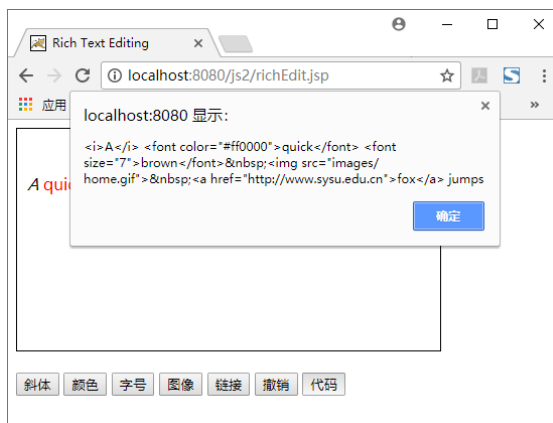 Rich Text Editing
localhost:8080/js2/richEdit.jsp
应用
localhost:8080 显示:
<i>A</i> <font color="#ff0000">quick</font> <font
size="7">brown</font>&nbsp;<img src="images/
home.gif">&nbsp;<a href="http://www.sysu.edu.cn">fox</a> jumps
确定
A quic
斜体 颜色 字号 图像 链接 撤销 代码